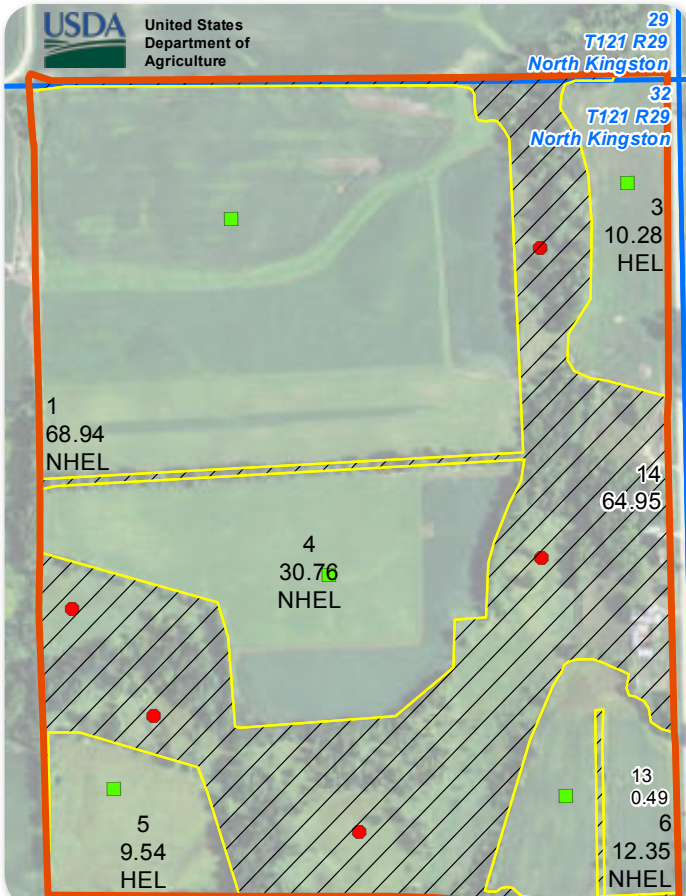 USDA
United States
Department of
Agriculture
29
T121 R29
North Kingston
32
T121 R29
North Kingston
3
10.28
HEL
1
68.94
NHEL
14
64.95
4
30.76
NHEL
13
0.49
5
9.54
HEL
6
12.35
NHEL